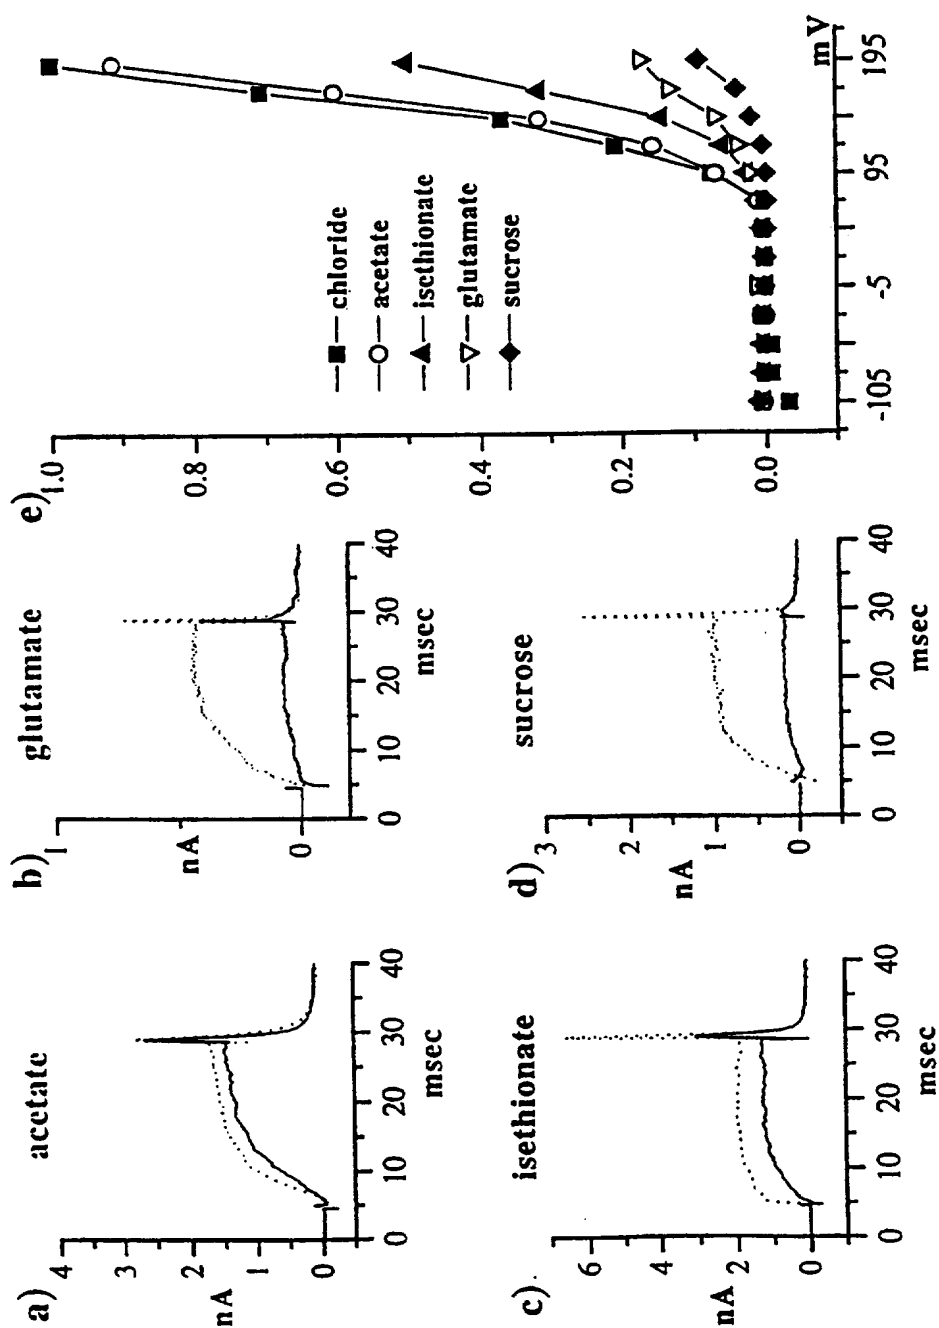 a)
acetate
4
3
2
1
0
nA
0 10 20 30 40
msec
b)
glutamate
1
nA
0
0 10 20 30 40
msec
c)
isethionate
6
4
2
0
nA
0 10 20 30 40
msec
d)
sucrose
3
2
1
0
nA
0 10 20 30 40
msec
e)
1.0
0.8
0.6
0.4
0.2
0.0
chloride
acetate
isethionate
glutamate
sucrose
-105 -5 95 195
mV